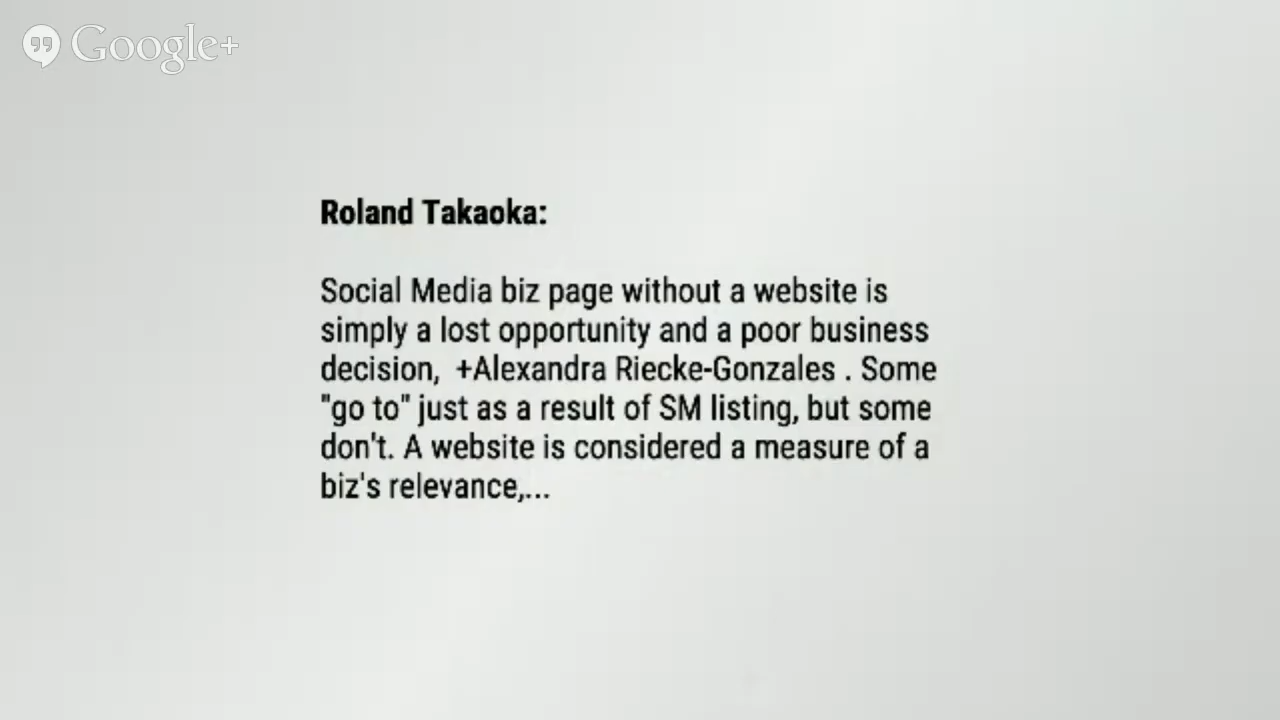 Google+
Roland Takaoka:
Social Media biz page without a website is
simply a lost opportunity and a poor business
decision,  +Alexandra Riecke-Gonzales . Some
"go to" just as a result of SM listing, but some
don't. A website is considered a measure of a
biz's relevance,...